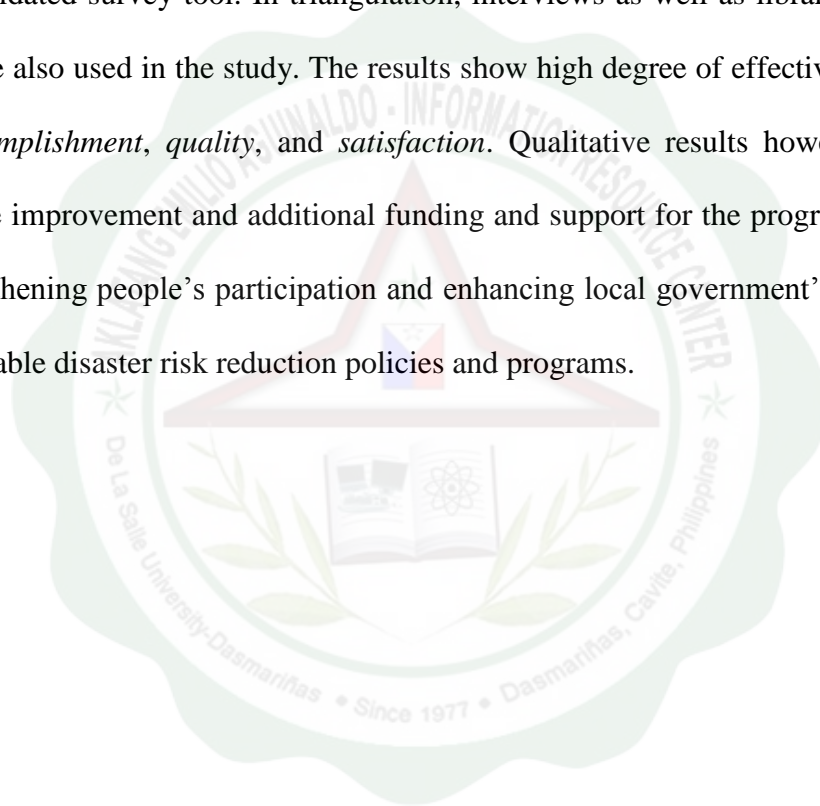 idated survey tool. In triangulation, interviews as well as librar
e also used in the study. The results show high degree of effectiv
mplishment, quality, and satisfaction. Qualitative results howe
e improvement and additional funding and support for the progr
hening people’s participation and enhancing local government’
able disaster risk reduction policies and programs.
AKLATANG EMILIO AGUINALDO - INFORMATION RESOURCE CENTER
De La Salle University-Dasmariñas • Since 1977 • Dasmariñas, Cavite, Philippines